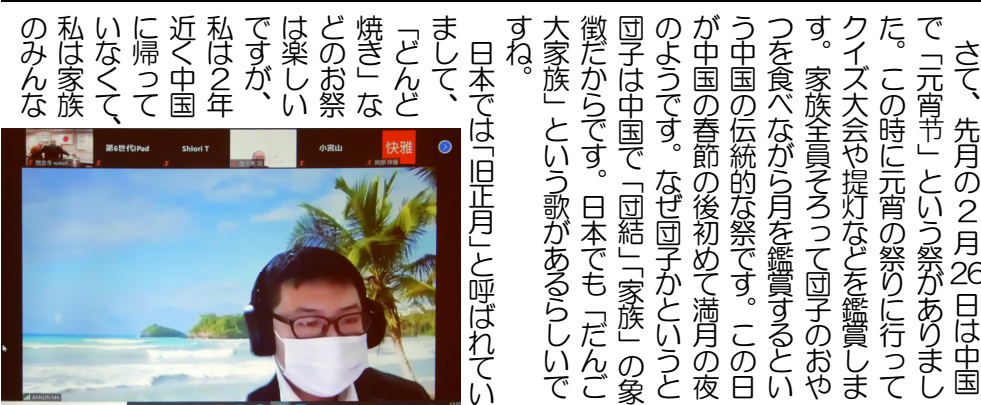 さて、先月の2月26日は中国
で「元宵节」という祭がありまし
た。この時に元宵の祭りに行って
クイズ大会や提灯などを鑑賞しま
す。家族全員そろって団子のおや
つを食べながら月を鑑賞するとい
う中国の伝統的な祭です。この日
が中国の春節の後初めて満月の夜
のようです。なぜ団子かというと
団子は中国で「団結」「家族」の象
徴だからです。日本でも「だんご
大家族」という歌があるらしいで
すね。
日本では「旧正月」と呼ばれてい
まして、
「どんど
焼き」な
どのお祭
は楽しい
ですが、
私は2年
近く中国
に帰って
いなくて、
私は家族
のみんな
第6世代iPad
Shiori T
小宮山
快雅
JIANLIN MA